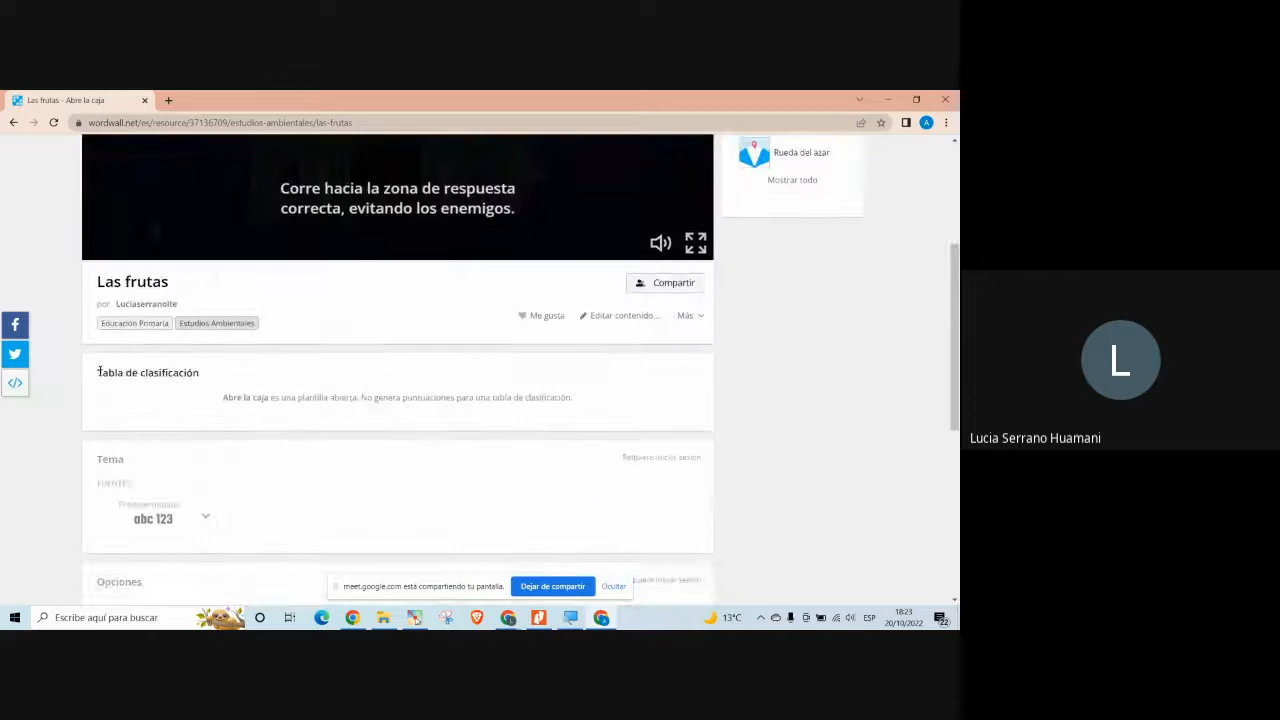 Las frutas - Abre la caja
wordwall.net/es/resource/37136709/estudios-ambientales/las-frutas
A
Corre hacia la zona de respuesta
correcta, evitando los enemigos.
Rueda del azar
Mostrar todo
Las frutas
Compartir
por Luciaserranoite
Educación Primaria
Estudios Ambientales
Me gusta
Editar contenido...
Más
Tabla de clasificación
Abre la caja es una plantilla abierta. No genera puntuaciones para una tabla de clasificación.
Tema
Requiere iniciar sesión
FUENTES
abc 123
Opciones
meet.google.com está compartiendo tu pantalla.
Dejar de compartir
Ocultar
Escribe aquí para buscar
13°C
ESP
18:23
20/10/2022
22
L
Lucia Serrano Huamani